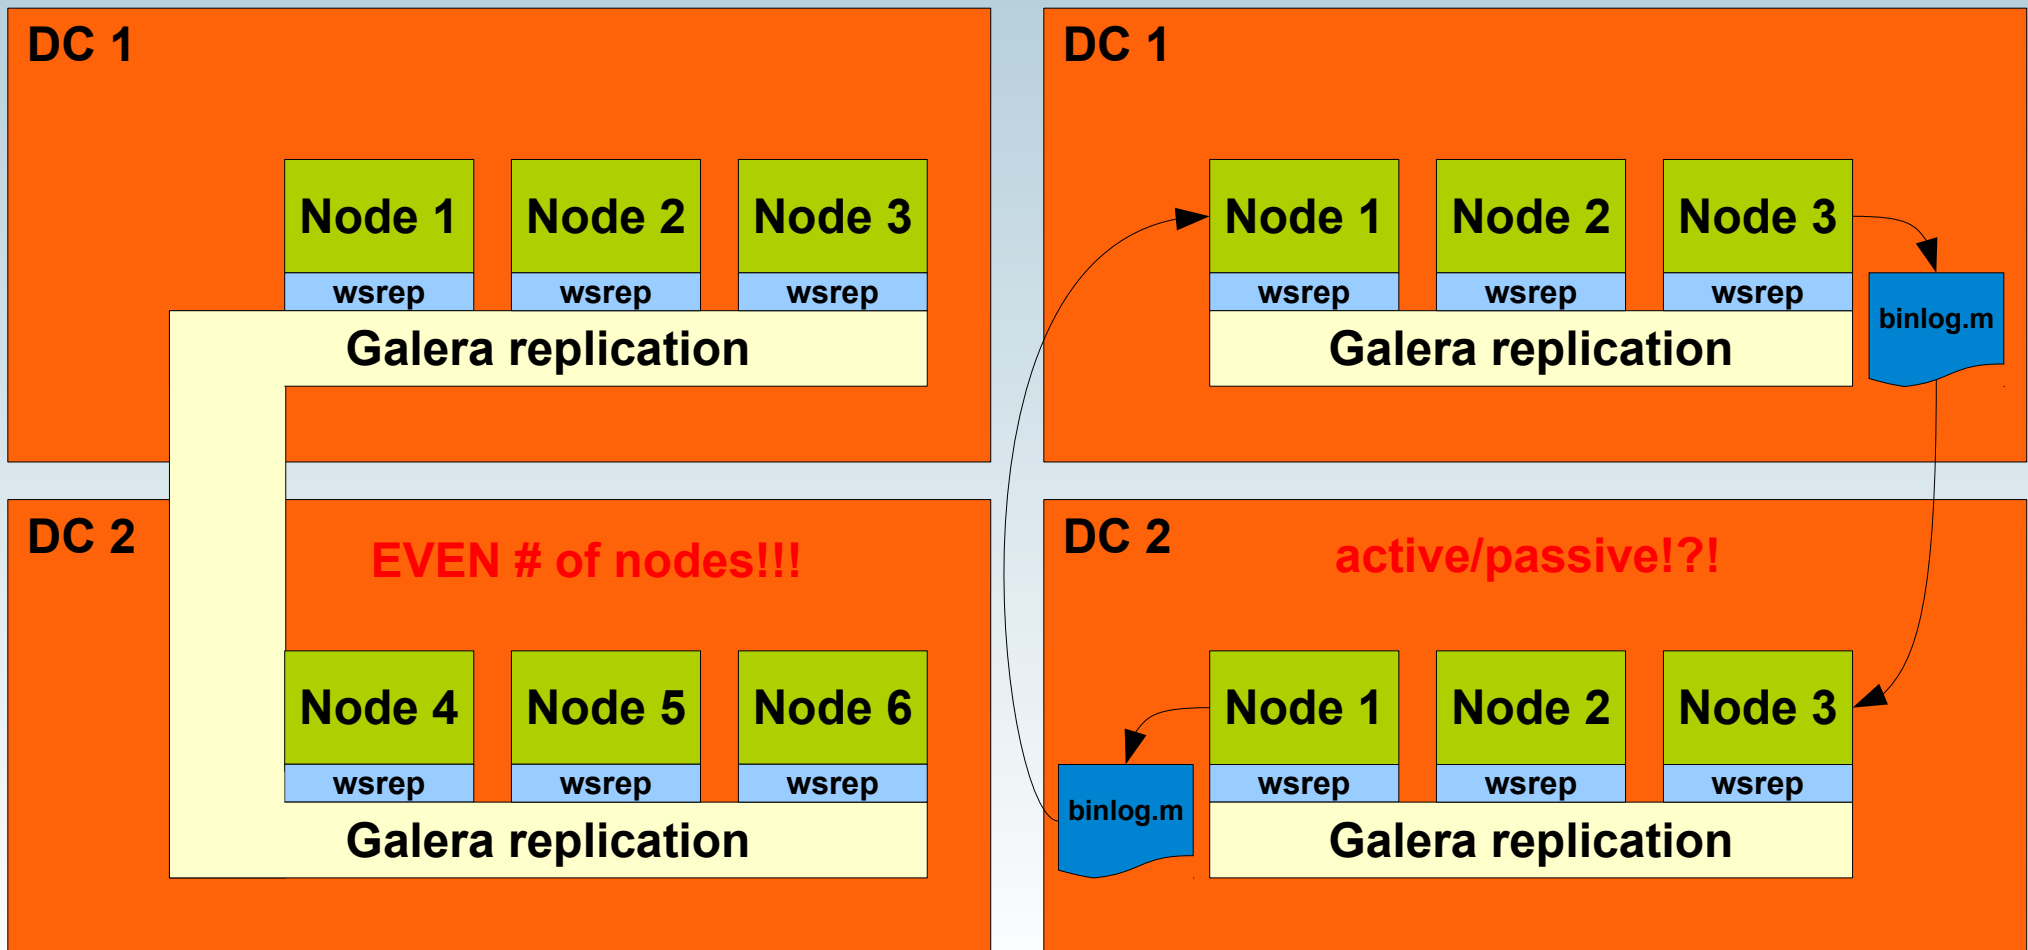 DC 1
Node 1 Node 2 Node 3
wsrep wsrep wsrep
Galera replication
DC 2
EVEN # of nodes!!!
Node 4 Node 5 Node 6
wsrep wsrep wsrep
Galera replication
DC 1
Node 1 Node 2 Node 3
wsrep wsrep wsrep
binlog.m
Galera replication
DC 2
active/passive!?!
Node 1 Node 2 Node 3
wsrep wsrep wsrep
binlog.m
Galera replication